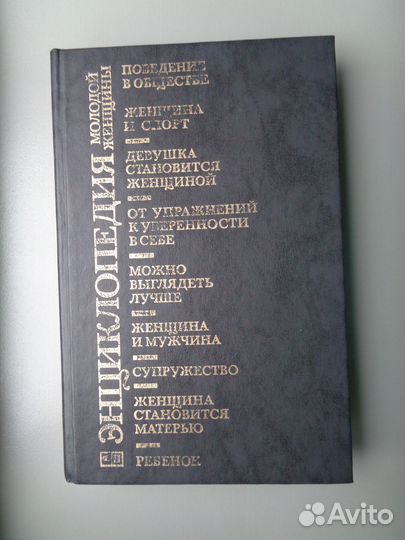 ЭНЦИКЛОПЕДИЯ
МОЛОДОЙ
ЖЕНЩИНЫ
ПОВЕДЕНИЕ
В ОБЩЕСТВЕ
ЖЕНЩИНА
И СПОРТ
ДЕВУШКА
СТАНОВИТСЯ
ЖЕНЩИНОЙ
ОТ УПРАЖНЕНИЙ
К УВЕРЕННОСТИ
В СЕБЕ
МОЖНО
ВЫГЛЯДЕТЬ
ЛУЧШЕ
ЖЕНЩИНА
И МУЖЧИНА
СУПРУЖЕСТВО
ЖЕНЩИНА
СТАНОВИТСЯ
МАТЕРЬЮ
РЕБЕНОК
Avito